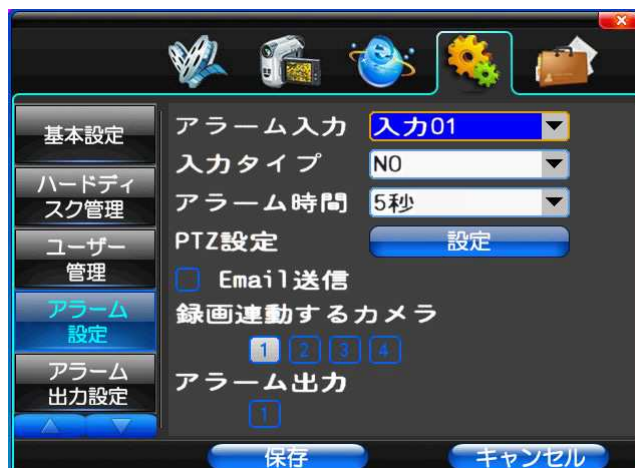 基本設定
ハードディ
スク管理
ユーザー
管理
アラーム
設定
アラーム
出力設定
アラーム入力 入力01
入力タイプ NO
アラーム時間 5秒
PTZ設定 設定
Email送信
録画連動するカメラ
1 2 3 4
アラーム出力
1
保存 キャンセル